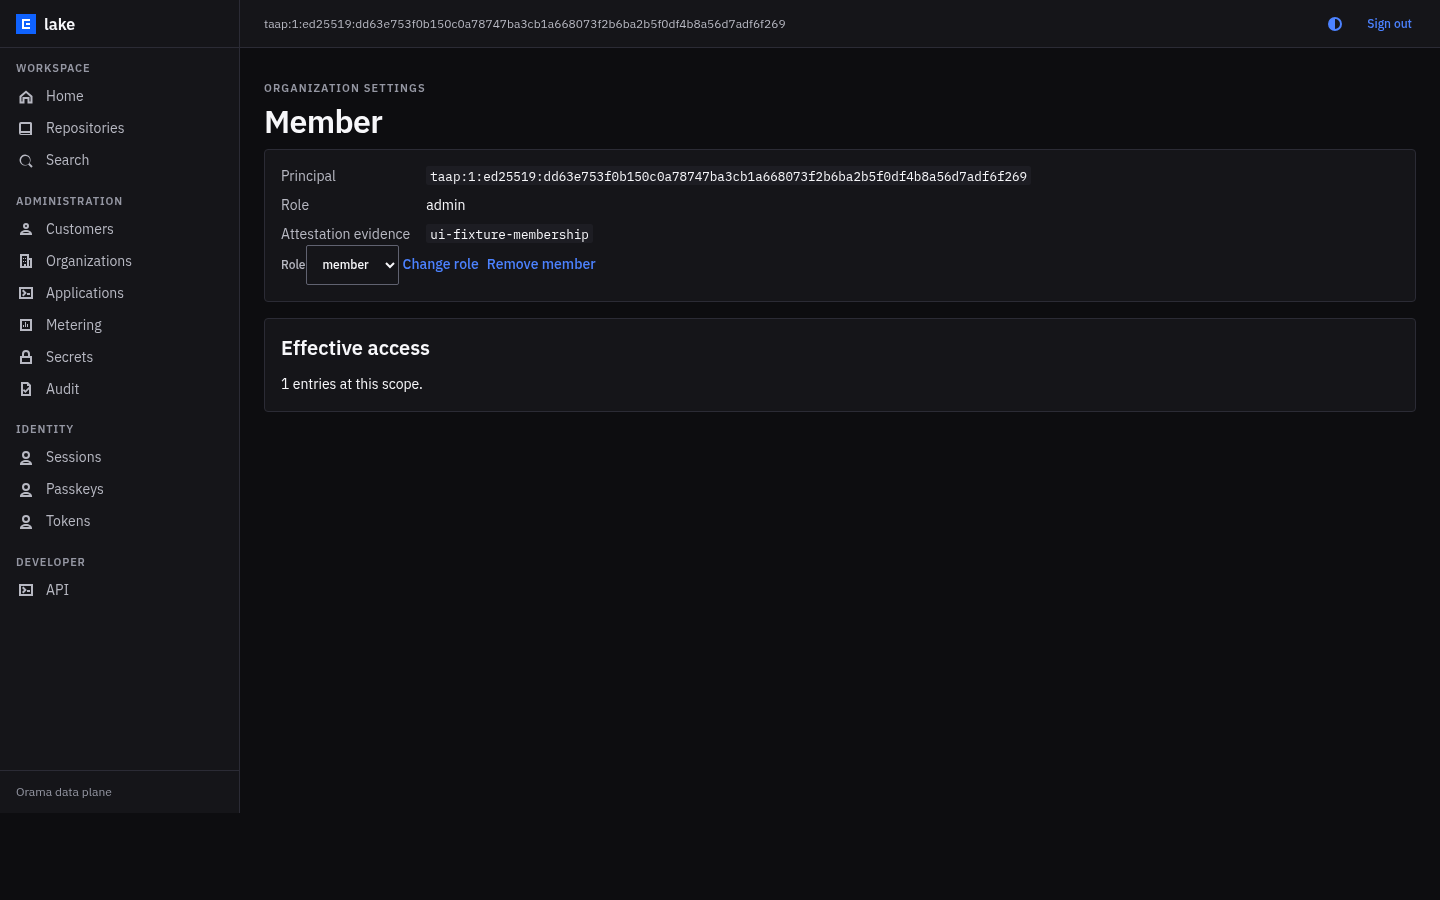 lake
taap:1:ed25519:dd63e753f0b150c0a78747ba3cb1a668073f2b6ba2b5f0df4b8a56d7adf6f269
Sign out
WORKSPACE
Home
Repositories
Search
ADMINISTRATION
Customers
Organizations
Applications
Metering
Secrets
Audit
IDENTITY
Sessions
Passkeys
Tokens
DEVELOPER
API
Orama data plane
ORGANIZATION SETTINGS
Member
Principal taap:1:ed25519:dd63e753f0b150c0a78747ba3cb1a668073f2b6ba2b5f0df4b8a56d7adf6f269
Role admin
Attestation evidence ui-fixture-membership
Role member Change role Remove member
Effective access
1 entries at this scope.